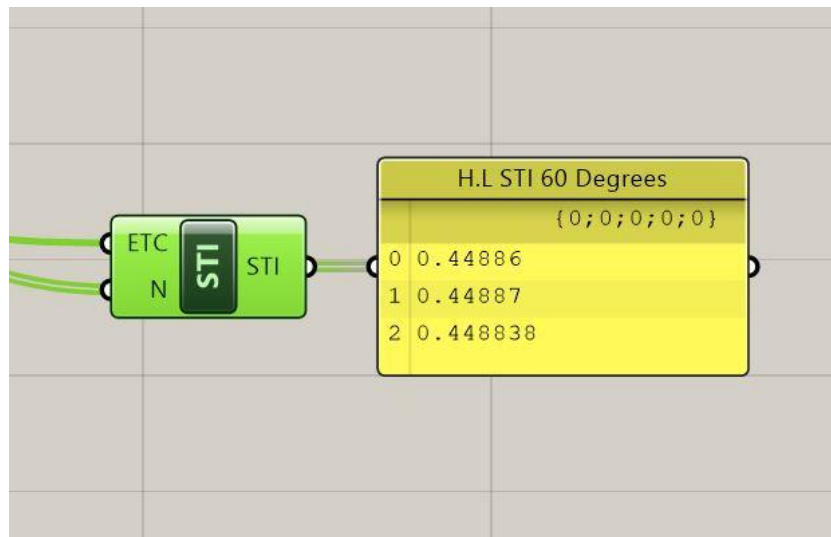 ETC
N
STI
STI
H.L STI 60 Degrees
{0;0;0;0;0}
0 0.44886
1 0.44887
2 0.448838